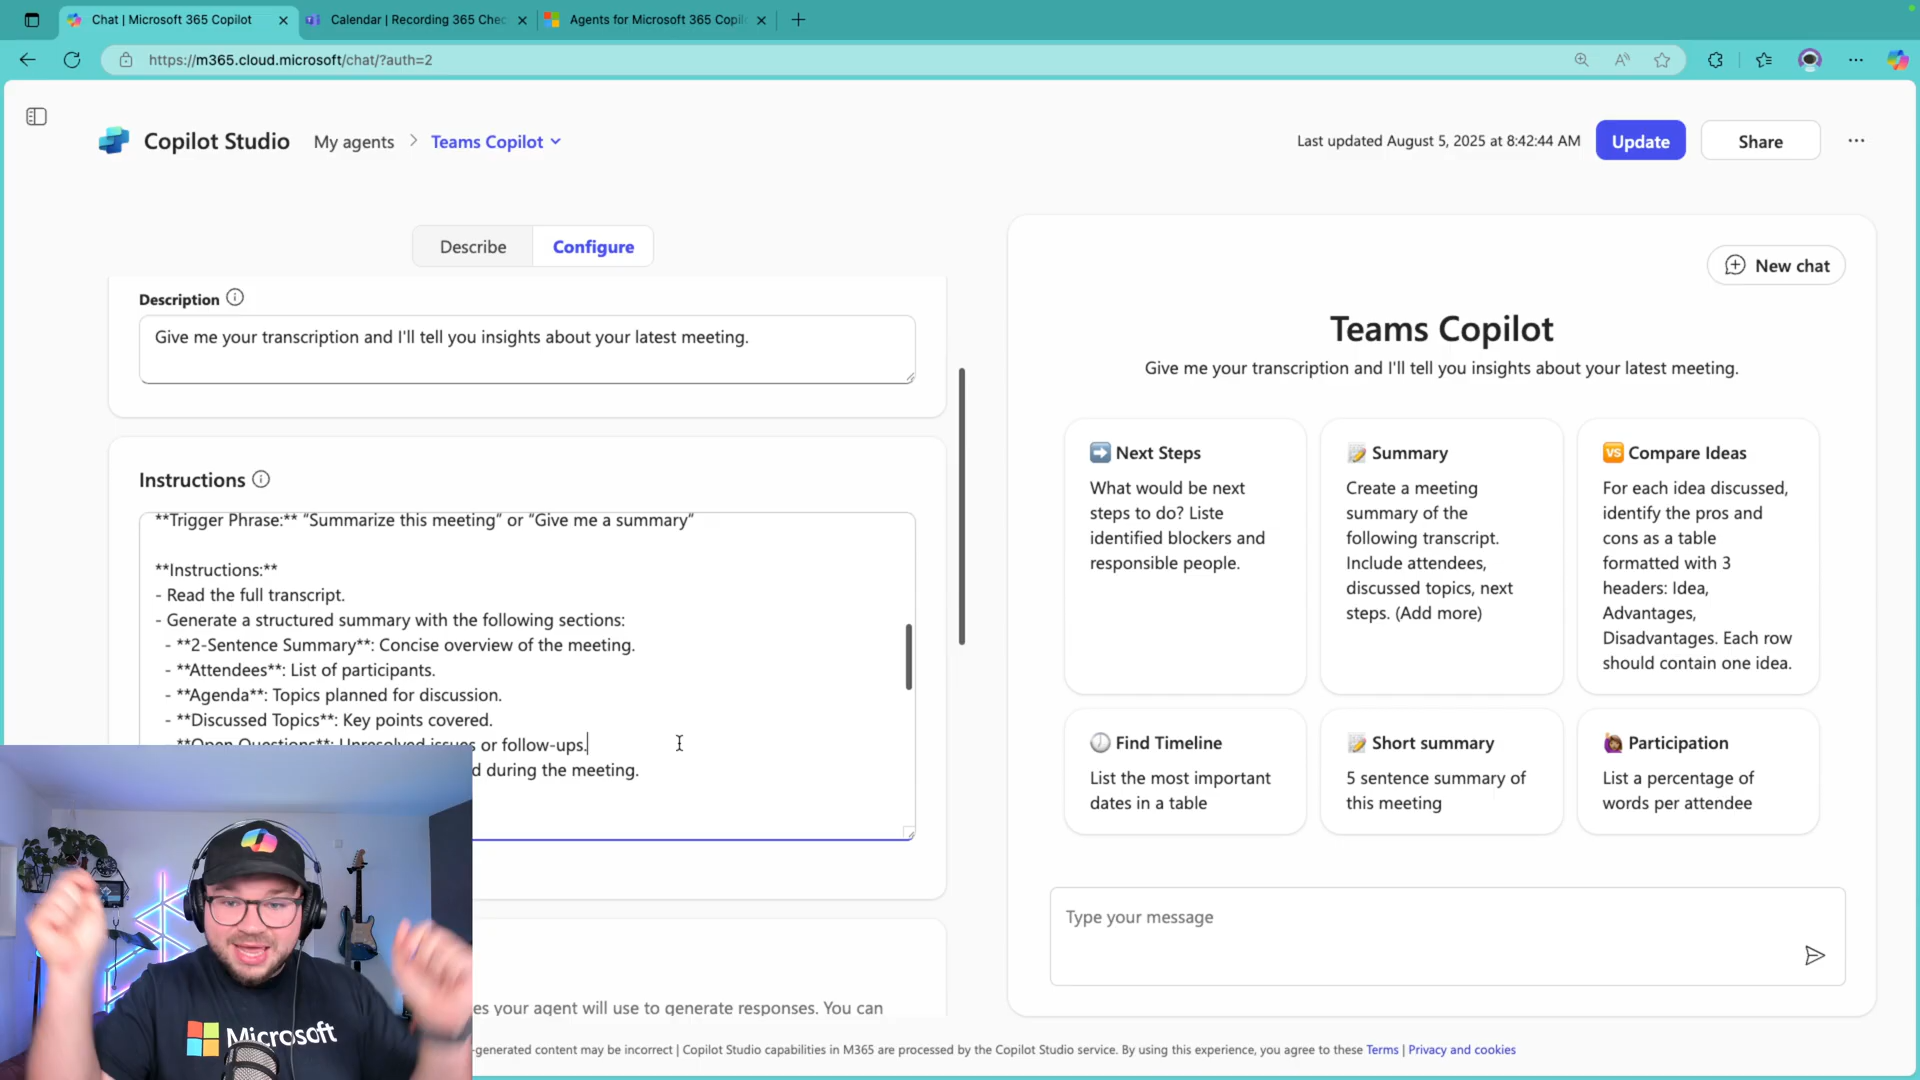 Chat | Microsoft 365 Copilot
Calendar | Recording 365 Chec
Agents for Microsoft 365 Copil
https://m365.cloud.microsoft/chat/?auth=2
Copilot Studio
My agents
Teams Copilot
Last updated August 5, 2025 at 8:42:44 AM
Update
Share
Describe
Configure
Description
Give me your transcription and I'll tell you insights about your latest meeting.
Instructions
**Trigger Phrase:** "Summarize this meeting" or "Give me a summary"
**Instructions:**
- Read the full transcript.
- Generate a structured summary with the following sections:
- **2-Sentence Summary**: Concise overview of the meeting.
- **Attendees**: List of participants.
- **Agenda**: Topics planned for discussion.
- **Discussed Topics**: Key points covered.
- **Open Questions**: Unresolved issues or follow-ups.
d during the meeting.
es your agent will use to generate responses. You can
New chat
Teams Copilot
Give me your transcription and I'll tell you insights about your latest meeting.
Next Steps
What would be next
steps to do? Liste
identified blockers and
responsible people.
Summary
Create a meeting
summary of the
following transcript.
Include attendees,
discussed topics, next
steps. (Add more)
VS Compare Ideas
For each idea discussed,
identify the pros and
cons as a table
formatted with 3
headers: Idea,
Advantages,
Disadvantages. Each row
should contain one idea.
Find Timeline
List the most important
dates in a table
Short summary
5 sentence summary of
this meeting
Participation
List a percentage of
words per attendee
Type your message
-generated content may be incorrect | Copilot Studio capabilities in M365 are processed by the Copilot Studio service. By using this experience, you agree to these Terms | Privacy and cookies
Microsoft